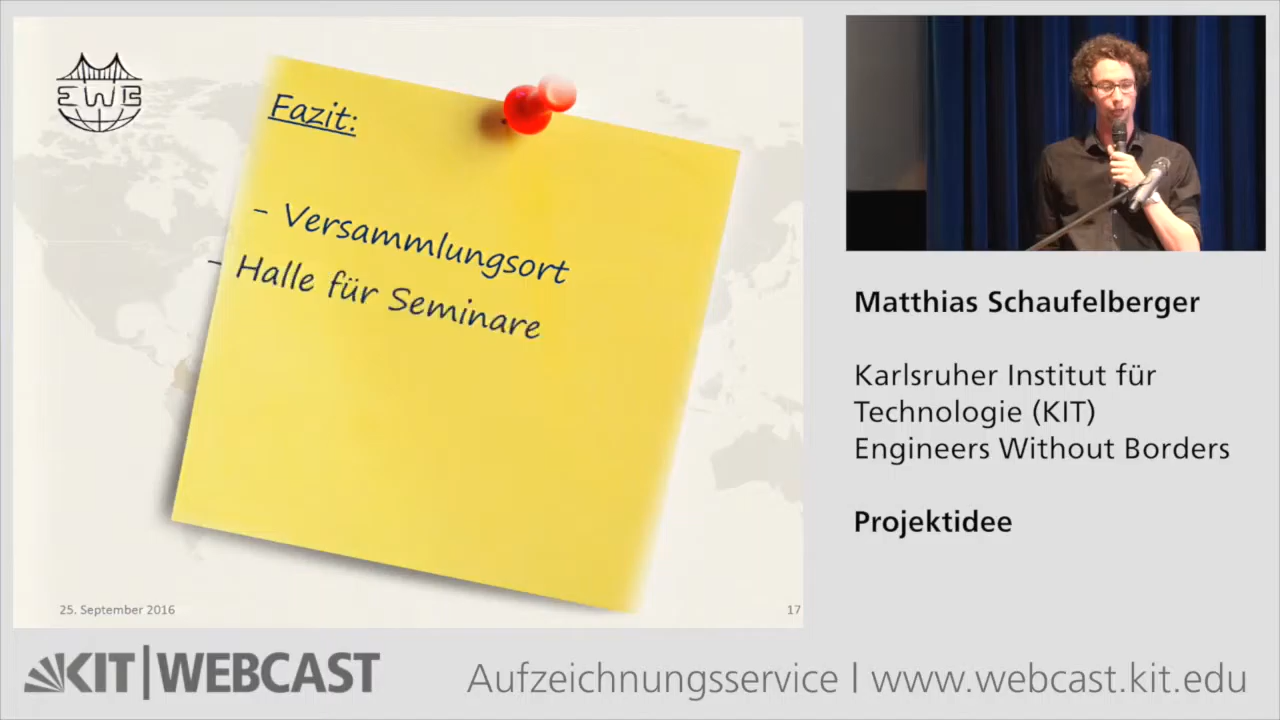 EWB
Fazit:
- Versammlungsort
- Halle für Seminare
25. September 2016
17
Matthias Schaufelberger
Karlsruher Institut für
Technologie (KIT)
Engineers Without Borders
Projektidee
KIT|WEBCAST
Aufzeichnungsservice | www.webcast.kit.edu